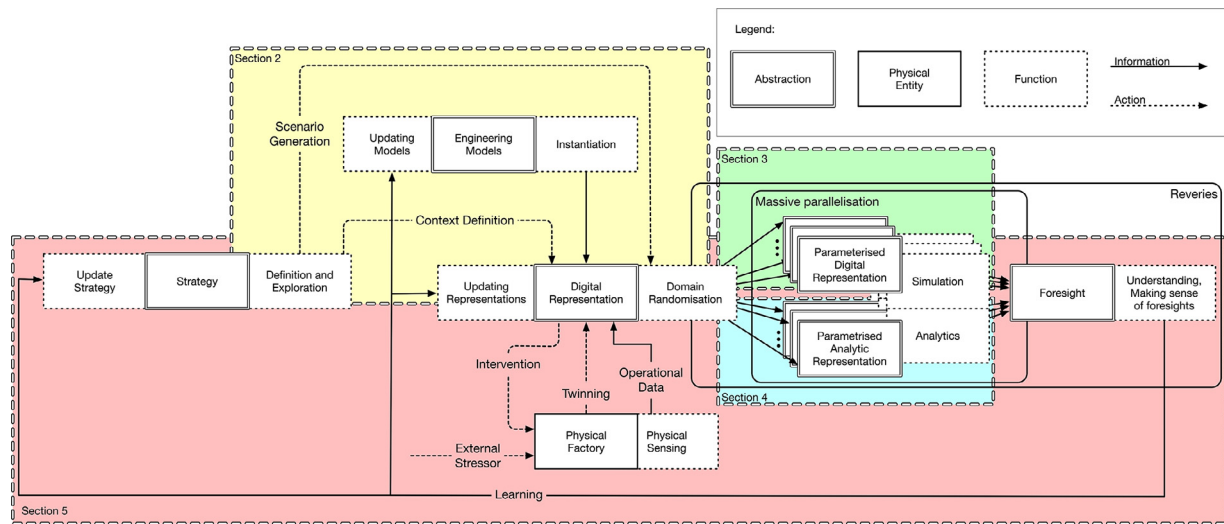 Legend:
Abstraction
Physical
Entity
Function
Information
Action
Section 2
Scenario
Generation
Updating
Models
Engineering
Models
Instantiation
Context Definition
Section 3
Reveries
Massive parallelisation
Parameterised
Digital
Representation
Simulation
Update
Strategy
Strategy
Definition and
Exploration
Updating
Representations
Digital
Representation
Domain
Randomisation
Foresight
Understanding,
Making sense
of foresights
Parametrised
Analytic
Representation
Analytics
Intervention
Twinning
Operational
Data
Section 4
Physical
Factory
Physical
Sensing
External
Stressor
Learning
Section 5